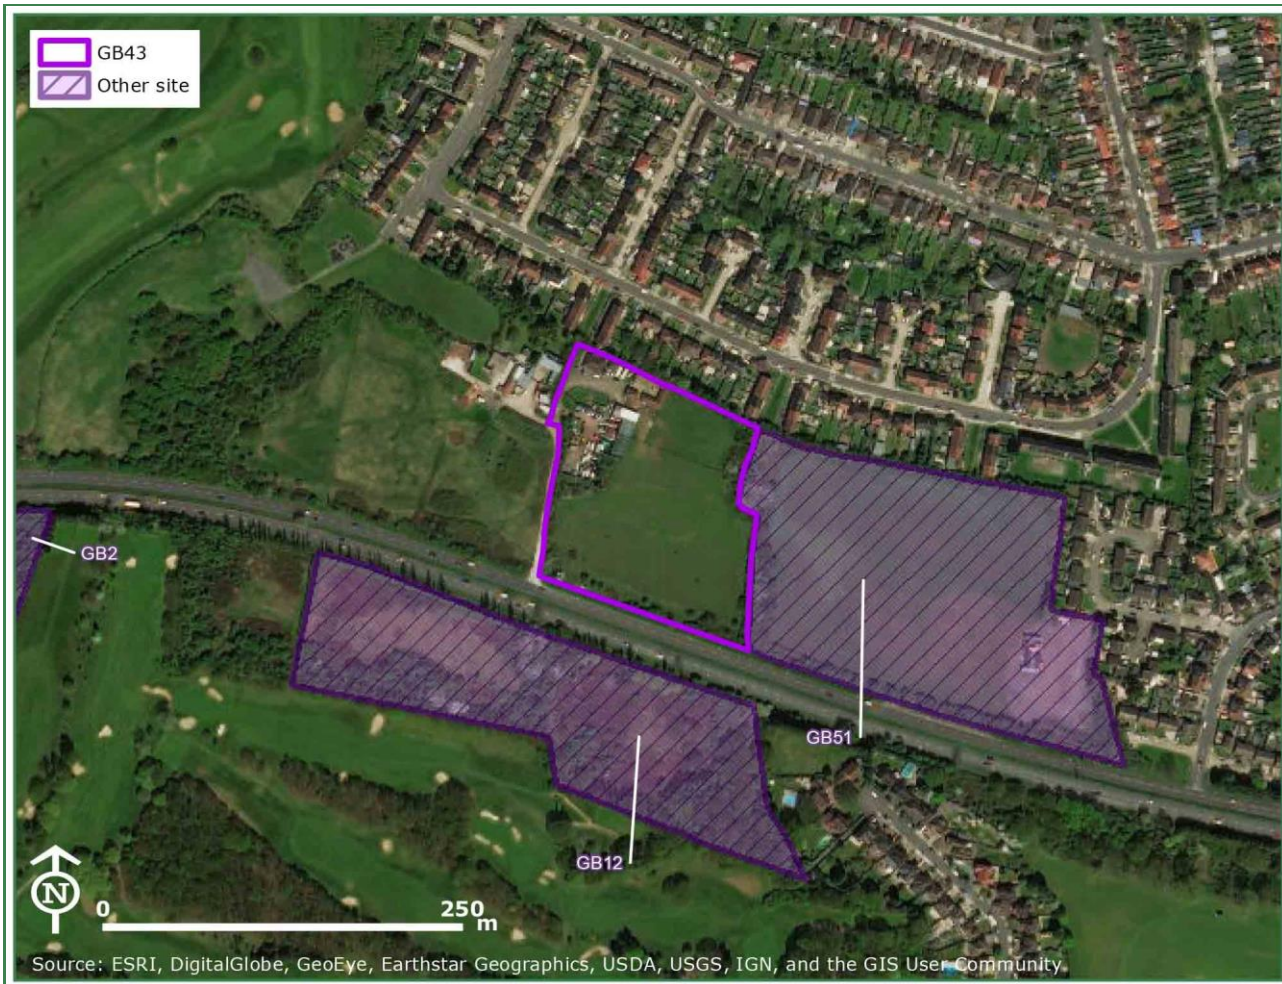 GB43
Other site
GB2
GB51
GB12
N
0 250 m
Source: ESRI, DigitalGlobe, GeoEye, Earthstar Geographics, USDA, USGS, IGN, and the GIS User Community